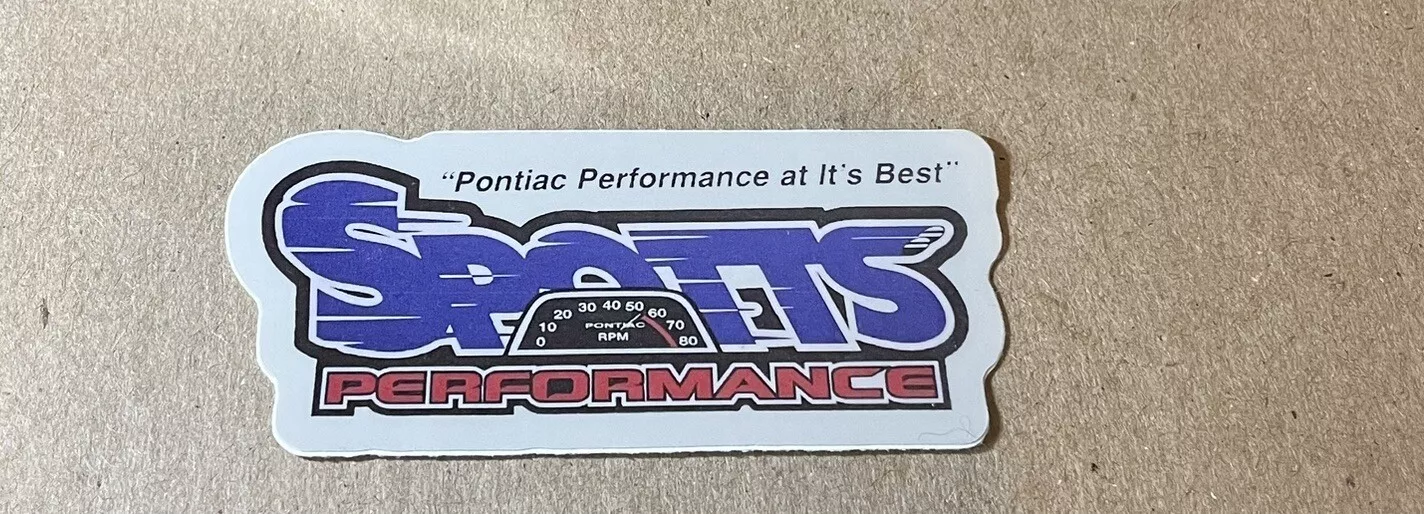 "Pontiac Performance at It's Best"
SPOTTS
0 10 20 30 40 50 60 70 80
PONTIAC
RPM
PERFORMANCE